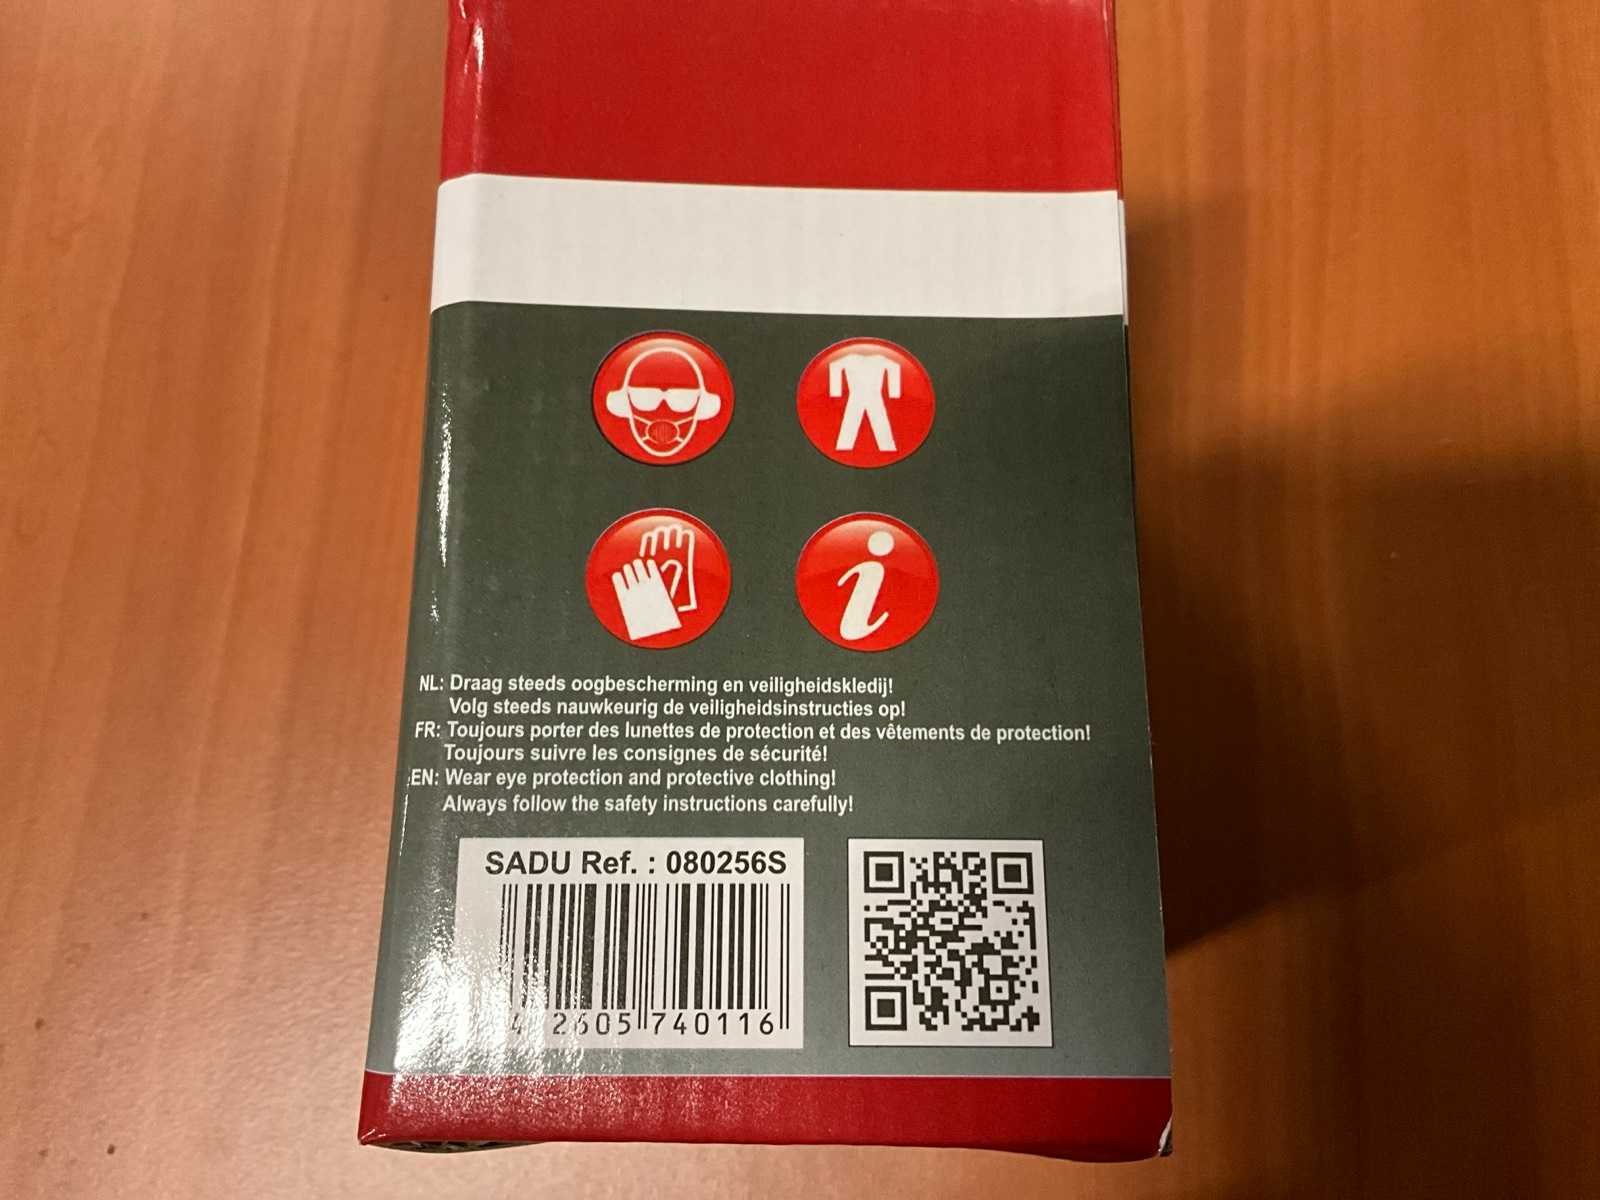 NL: Draag steeds oogbescherming en veiligheidskledij!
Volg steeds nauwkeurig de veiligheidsinstructies op!
FR: Toujours porter des lunettes de protection et des vêtements de protection!
Toujours suivre les consignes de sécurité!
EN: Wear eye protection and protective clothing!
Always follow the safety instructions carefully!
SADU Ref. : 080256S
4 2605 740116